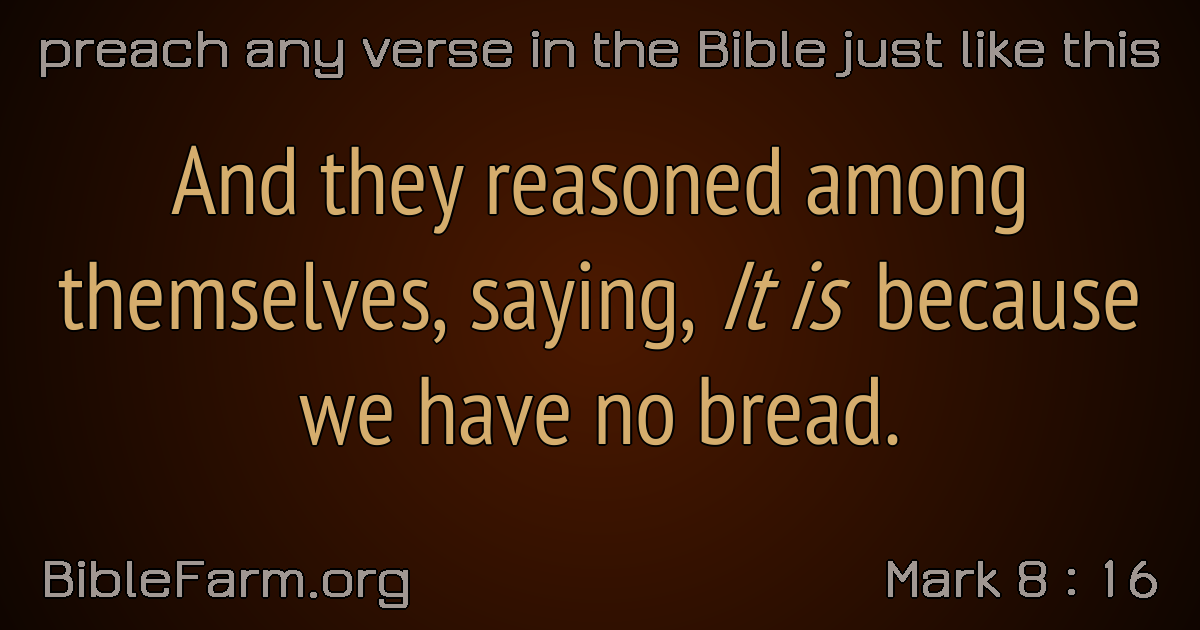 preach any verse in the Bible just like this
And they reasoned among
themselves, saying, It is because
we have no bread.
BibleFarm.org
Mark 8 : 16